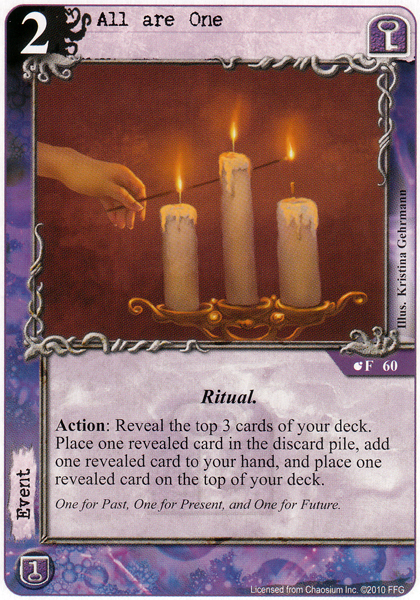 2
All are One
Illus. Kristina Gehrmann
F 60
Ritual.
Action: Reveal the top 3 cards of your deck.
Place one revealed card in the discard pile, add
one revealed card to your hand, and place one
revealed card on the top of your deck.
One for Past, One for Present, and One for Future.
Event
Licensed from Chaosium Inc. ©2010 FFG